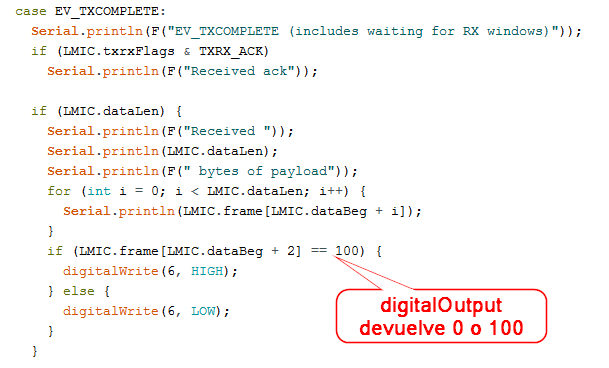 case EV_TXCOMPLETE:
Serial.println(F("EV_TXCOMPLETE (includes waiting for RX windows)"));
if (LMIC.txrxFlags & TXRX_ACK)
Serial.println(F("Received ack"));
if (LMIC.dataLen) {
Serial.println(F("Received "));
Serial.println(LMIC.dataLen);
Serial.println(F(" bytes of payload"));
for (int i = 0; i < LMIC.dataLen; i++) {
Serial.println(LMIC.frame[LMIC.dataBeg + i]);
}
if (LMIC.frame[LMIC.dataBeg + 2] == 100) {
digitalWrite(6, HIGH);
} else {
digitalWrite(6, LOW);
}
}
digitalOutput
devuelve 0 o 100